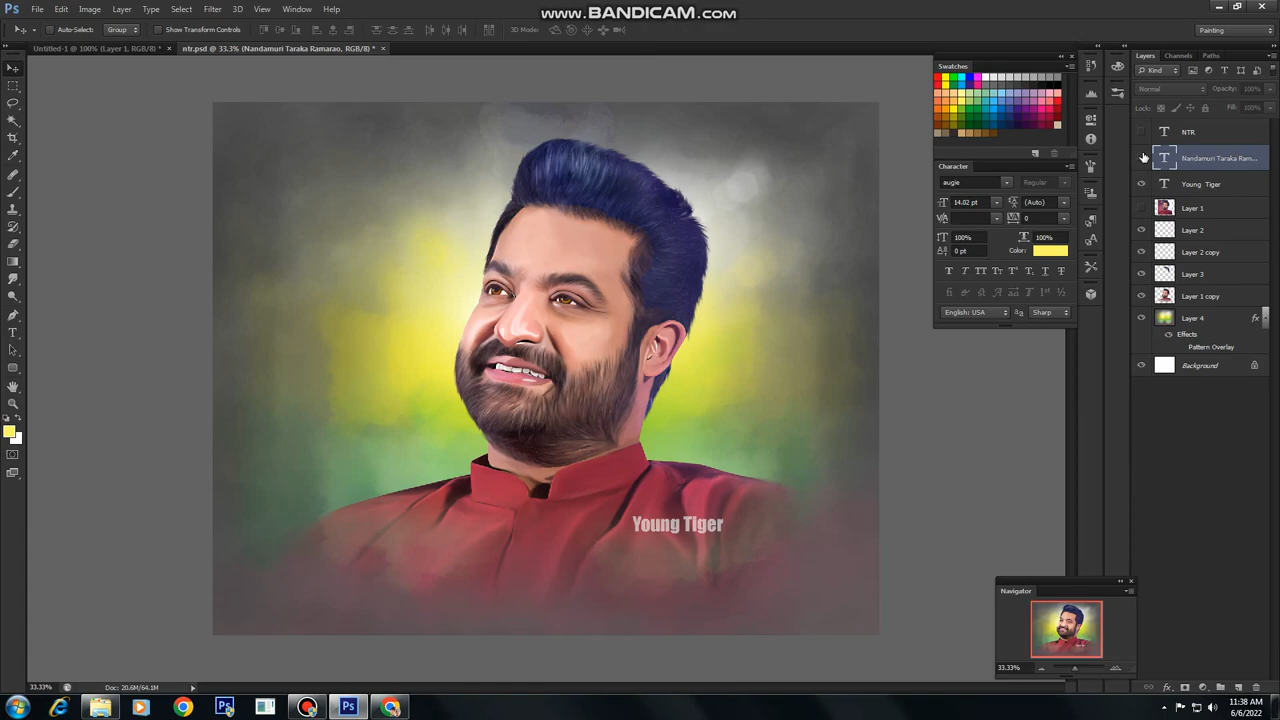 www.BANDICAM.com
Ps File Edit Image Layer Type Select Filter 3D View Window Help
Auto-Select: Group Show Transform Controls 3D Mode: Painting
Untitled-1 @ 100% (Layer 1, RGB/8) * × ntr.psd @ 33.3% (Nandamuri Taraka Ramarao, RGB/8) * ×
Swatches
Character
augie Regular
14.02 pt (Auto)
0
100% 100%
0 pt Color:
English: USA Sharp
Layers Channels Paths
Kind
Normal Opacity: 100%
Lock: Fill: 100%
NTR
Nandamuri Taraka Ram...
Young Tiger
Layer 1
Layer 2
Layer 2 copy
Layer 3
Layer 1 copy
Layer 4 fx
Effects
Pattern Overlay
Background
Young Tiger
Navigator
33.33%
33.33% Doc: 20.6M/64.1M
11:38 AM
6/6/2022